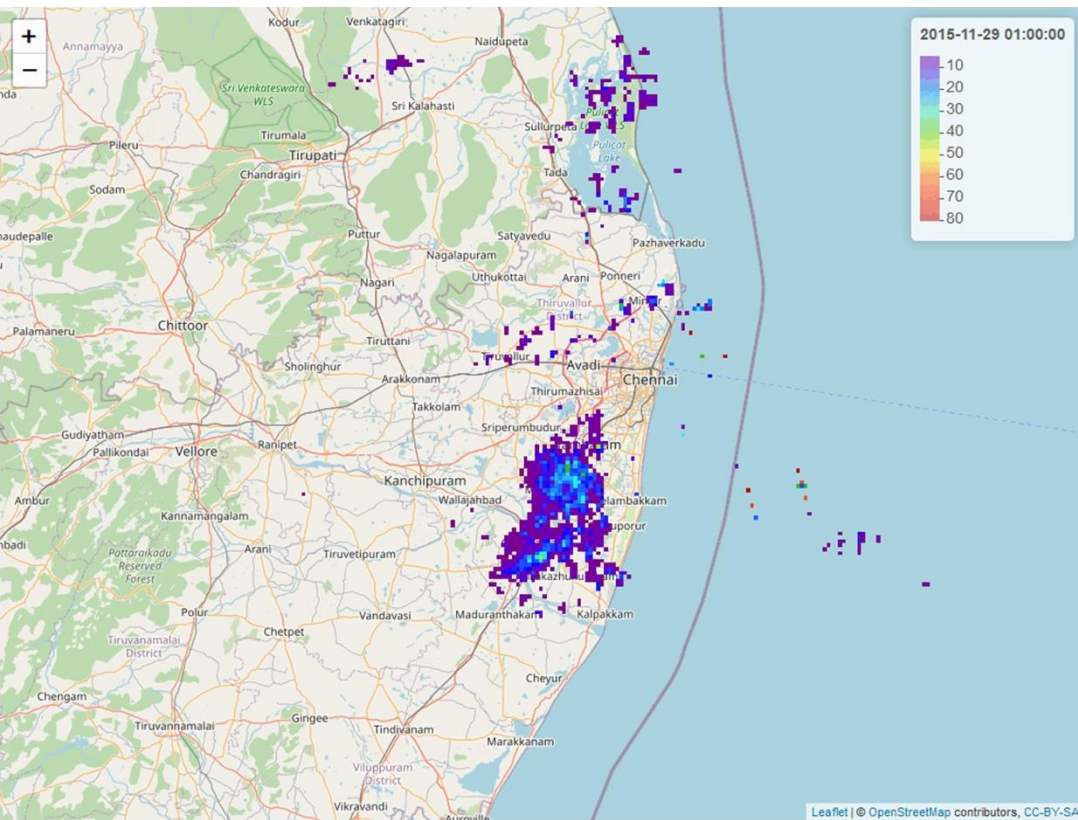 +
−
2015-11-29 01:00:00
10
20
30
40
50
60
70
80
Kodur
Venkatagiri
Annamayya
Naidupeta
Sri Venkateswara
WLS
Sri Kalahasti
Sullurpeta
Tirumala
Pileru
Tirupati
Pulicat
Lake
Chandragiri
Tada
Sodam
Puttur
Satyavedu
Pazhaverkadu
Nagalapuram
Nagari
Uthukottai
Arani
Ponneri
Thiruvallur
District
Chittoor
Palamaneru
Tiruttani
Sholinghur
Avadi
Arakkonam
Chennai
Thirumazhisai
Takkolam
Gudiyatham
Sriperumbudur
Pallikondai
Vellore
Ranipet
Kanchipuram
Ambur
Wallajahbad
Kannamangalam
Pattaraikadu
Reserved
Forest
Arani
Tiruvetipuram
Polur
Vandavasi
Maduranthakam
Kalpakkam
Chetpet
Tiruvanamalai
District
Cheyur
Chengam
Tiruvannamalai
Gingee
Tindivanam
Marakkanam
Viluppuram
District
Vikravandi
Auroville
Leaflet | © OpenStreetMap contributors, CC-BY-SA